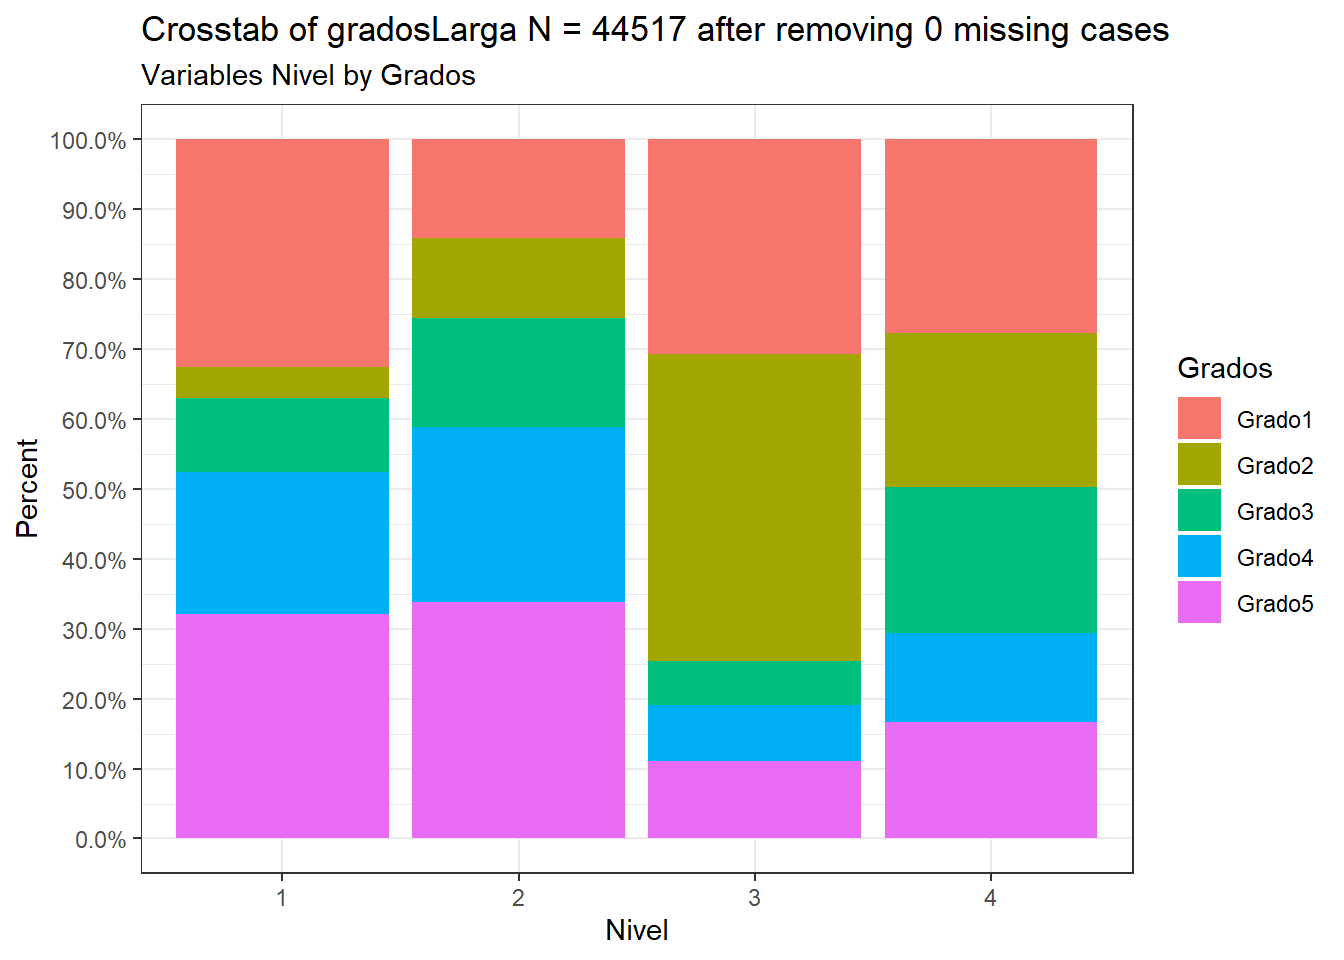 Crosstab of gradosLarga N = 44517 after removing 0 missing cases
Variables Nivel by Grados
Percent
100.0%
90.0%
80.0%
70.0%
60.0%
50.0%
40.0%
30.0%
20.0%
10.0%
0.0%
1 2 3 4
Nivel
Grados
Grado1
Grado2
Grado3
Grado4
Grado5